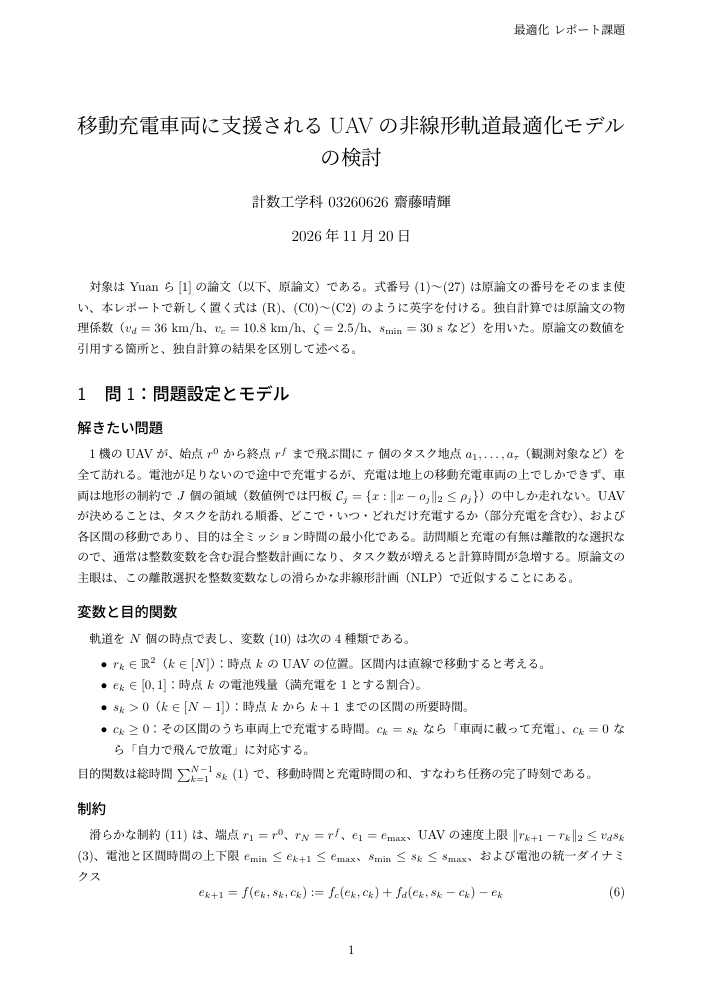 最適化 レポート課題
移動充電車両に支援される UAV の非線形軌道最適化モデル
の検討
計数工学科 03260626 齋藤晴輝
2026 年 11 月 20 日
対象は Yuan ら [1] の論文（以下、原論文）である。式番号 (1)〜(27) は原論文の番号をそのまま使
い、本レポートで新しく置く式は (R)、(C0)〜(C2) のように英字を付ける。独自計算では原論文の物
理係数（v_d = 36 km/h、v_c = 10.8 km/h、ζ = 2.5/h、s_min = 30 s など）を用いた。原論文の数値を
引用する箇所と、独自計算の結果を区別して述べる。
1 問 1：問題設定とモデル
解きたい問題
1 機の UAV が、始点 r^0 から終点 r^f まで飛ぶ間に τ 個のタスク地点 a_1, . . . , a_τ（観測対象など）を
全て訪れる。電池が足りないので途中で充電するが、充電は地上の移動充電車両の上でしかできず、車
両は地形の制約で J 個の領域（数値例では円板 C_j = {x : ∥x − o_j∥_2 ≤ ρ_j}）の中しか走れない。UAV
が決めることは、タスクを訪れる順番、どこで・いつ・どれだけ充電するか（部分充電を含む）、および
各区間の移動であり、目的は全ミッション時間の最小化である。訪問順と充電の有無は離散的な選択な
ので、通常は整数変数を含む混合整数計画になり、タスク数が増えると計算時間が急増する。原論文の
主眼は、この離散選択を整数変数なしの滑らかな非線形計画（NLP）で近似することにある。
変数と目的関数
軌道を N 個の時点で表し、変数 (10) は次の 4 種類である。
• r_k ∈ ℝ^2（k ∈ [N]）：時点 k の UAV の位置。区間内は直線で移動すると考える。
• e_k ∈ [0, 1]：時点 k の電池残量（満充電を 1 とする割合）。
• s_k > 0（k ∈ [N − 1]）：時点 k から k + 1 までの区間の所要時間。
• c_k ≥ 0：その区間のうち車両上で充電する時間。c_k = s_k なら「車両に載って充電」、c_k = 0 な
ら「自力で飛んで放電」に対応する。
目的関数は総時間 ∑_{k=1}^{N−1} s_k (1) で、移動時間と充電時間の和、すなわち任務の完了時刻である。
制約
滑らかな制約 (11) は、端点 r_1 = r^0、r_N = r^f、e_1 = e_max、UAV の速度上限 ∥r_{k+1} − r_k∥_2 ≤ v_d s_k
(3)、電池と区間時間の上下限 e_min ≤ e_{k+1} ≤ e_max、s_min ≤ s_k ≤ s_max、および電池の統一ダイナミ
クス
e_{k+1} = f(e_k, s_k, c_k) := f_c(e_k, c_k) + f_d(e_k, s_k − c_k) − e_k (6)
1